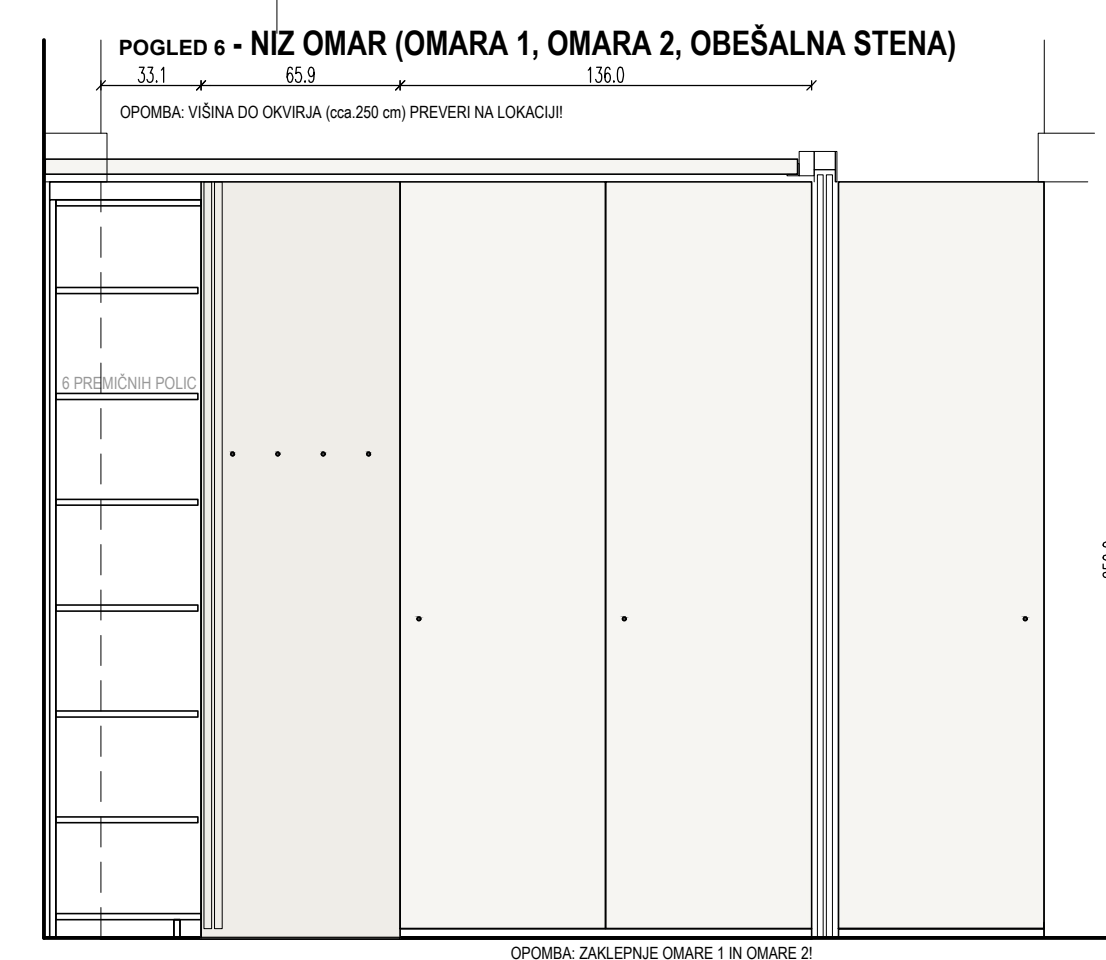 POGLED 6 - NIZ OMAR (OMARA 1, OMARA 2, OBEŠALNA STENA)
33.1 65.9 136.0
OPOMBA: VIŠINA DO OKVIRJA (cca.250 cm) PREVERI NA LOKACIJI!
6 PREMIČNIH POLIC
OPOMBA: ZAKLEPNJE OMARE 1 IN OMARE 2!